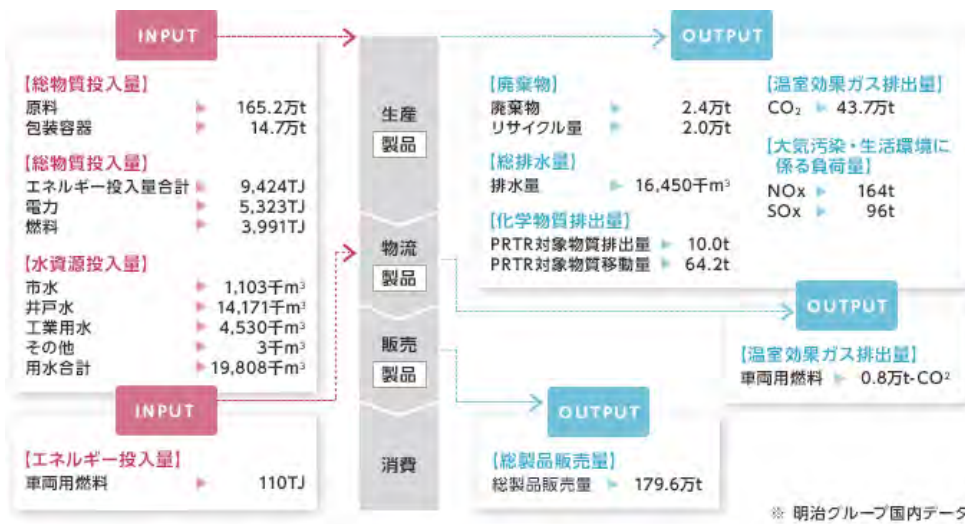 INPUT
【総物質投入量】
原料 165.2万t
包装容器 14.7万t
【総物質投入量】
エネルギー投入量合計 9,424TJ
電力 5,323TJ
燃料 3,991TJ
【水資源投入量】
市水 1,103千m³
井戸水 14,171千m³
工業用水 4,530千m³
その他 3千m³
用水合計 19,808千m³
INPUT
【エネルギー投入量】
車両用燃料 110TJ
生産
製品
物流
製品
販売
製品
消費
OUTPUT
【廃棄物】
廃棄物 2.4万t
リサイクル量 2.0万t
【総排水量】
排水量 16,450千m³
【化学物質排出量】
PRTR対象物質排出量 10.0t
PRTR対象物質移動量 64.2t
【温室効果ガス排出量】
CO₂ 43.7万t
【大気汚染・生活環境に
係る負荷量】
NOx 164t
SOx 96t
OUTPUT
【温室効果ガス排出量】
車両用燃料 0.8万t-CO²
OUTPUT
【総製品販売量】
総製品販売量 179.6万t
※ 明治グループ国内データ